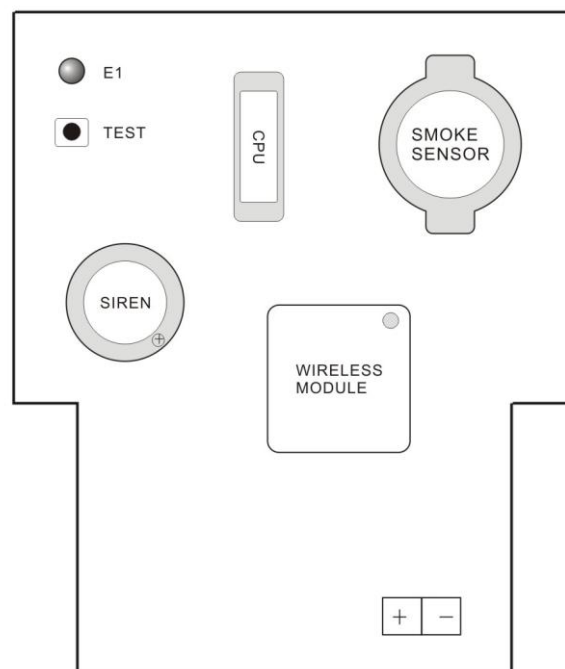 E1
TEST
CPU
SMOKE
SENSOR
SIREN
+
WIRELESS
MODULE
+ −